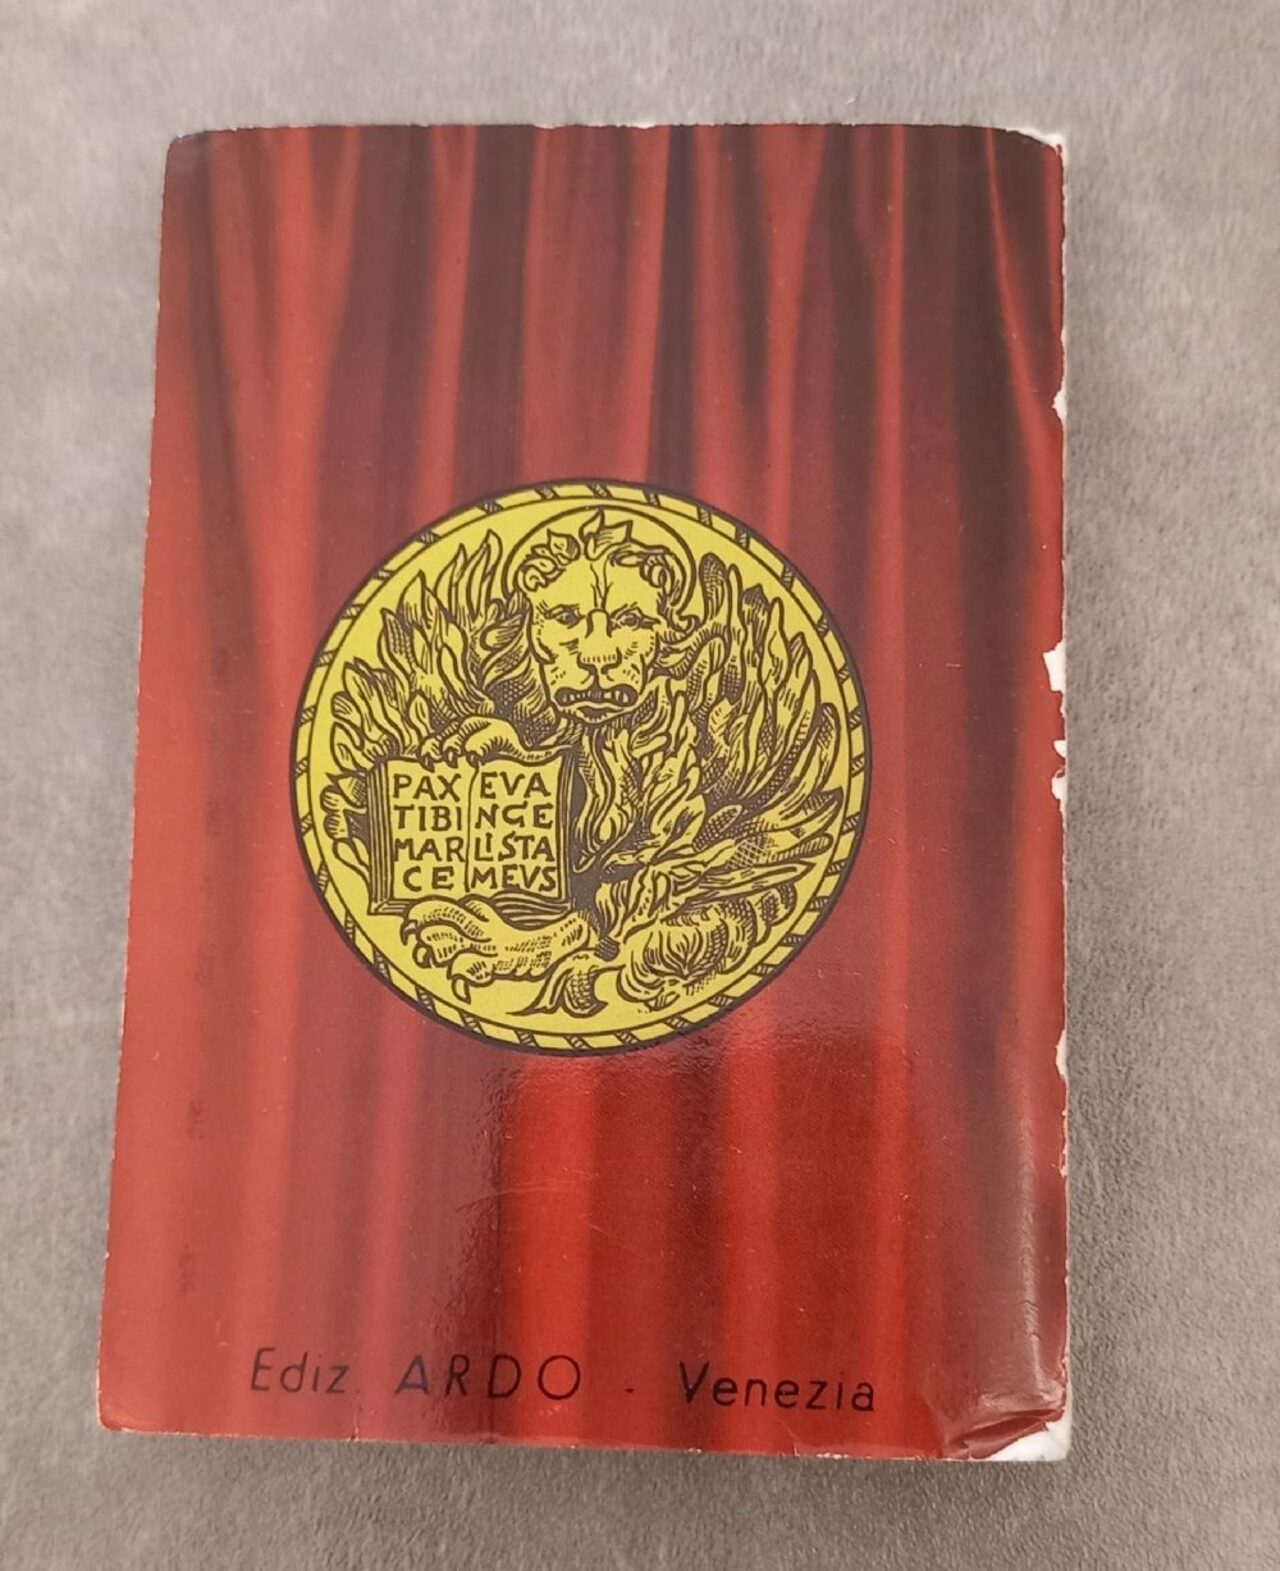 PAX
TIBI
MAR
CE
EVA
NGE
LISTA
MEVS
Ediz. ARDO - Venezia